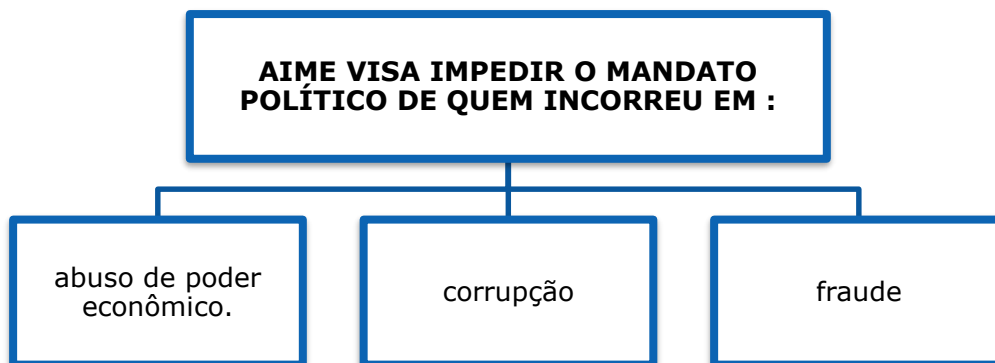 AIME VISA IMPEDIR O MANDATO
POLÍTICO DE QUEM INCORREU EM :
abuso de poder
econômico.
corrupção
fraude